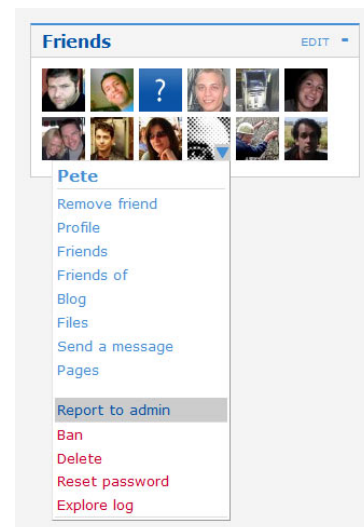 Friends EDIT -
?
Pete
Remove friend
Profile
Friends
Friends of
Blog
Files
Send a message
Pages
Report to admin
Ban
Delete
Reset password
Explore log